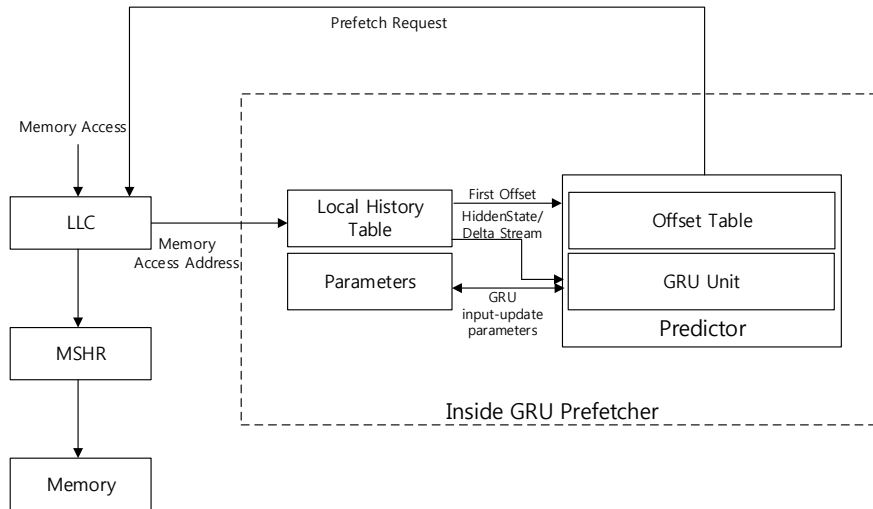 Prefetch Request
Memory Access
LLC
Memory
Access Address
Local History
Table
First Offset
HiddenState/
Delta Stream
Offset Table
Parameters
GRU
input-update
parameters
GRU Unit
Predictor
MSHR
Inside GRU Prefetcher
Memory